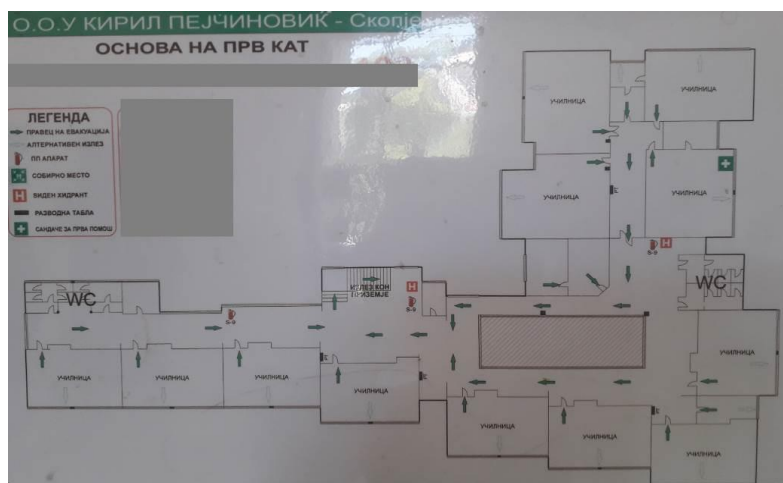 О.О.У КИРИЛ ПЕЈЧИНОВИЌ - Скопје
ОСНОВА НА ПРВ КАТ
ЛЕГЕНДА
ПРАВЕЦ НА ЕВАКУАЦИЈА
АЛТЕРНАТИВЕН ИЗЛЕЗ
ПП АПАРАТ
СОБИРНО МЕСТО
ЅИДЕН ХИДРАНТ
РАЗВОДНА ТАБЛА
САНДАЧЕ ЗА ПРВА ПОМОШ
УЧИЛНИЦА
УЧИЛНИЦА
УЧИЛНИЦА
УЧИЛНИЦА
WC
ИЗЛЕЗ КОН
ПРИЗЕМЈЕ
H
H
H
WC
УЧИЛНИЦА
УЧИЛНИЦА
УЧИЛНИЦА
УЧИЛНИЦА
УЧИЛНИЦА
УЧИЛНИЦА
УЧИЛНИЦА
УЧИЛНИЦА